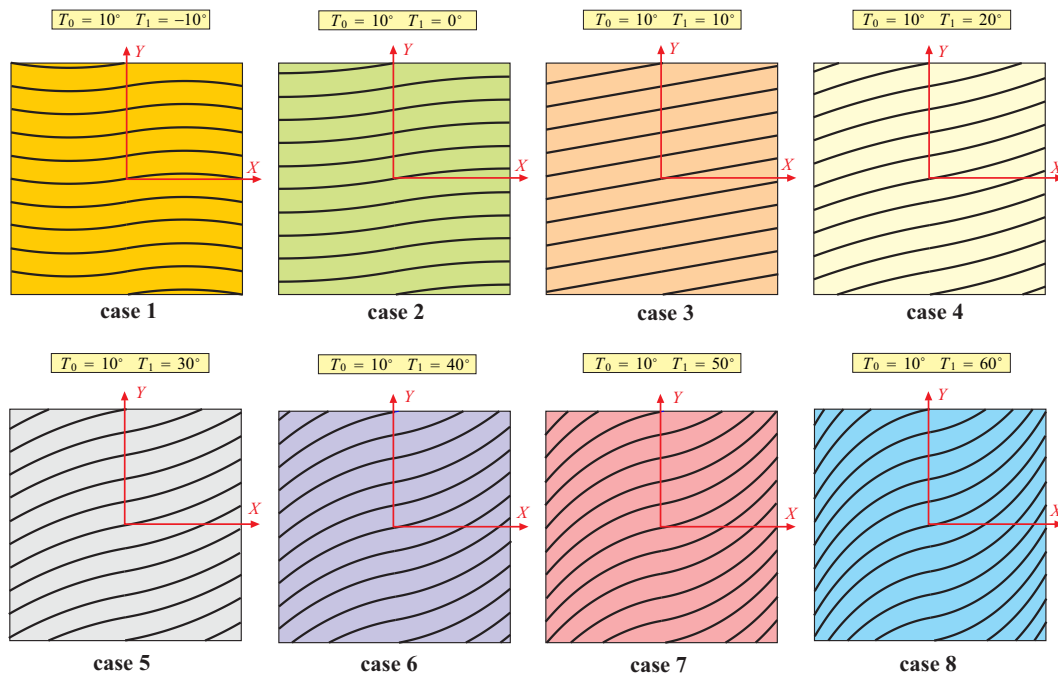 T₀ = 10° T₁ = −10°
T₀ = 10° T₁ = 0°
T₀ = 10° T₁ = 10°
T₀ = 10° T₁ = 20°
Y
Y
Y
Y
X
X
X
X
case 1
case 2
case 3
case 4
T₀ = 10° T₁ = 30°
T₀ = 10° T₁ = 40°
T₀ = 10° T₁ = 50°
T₀ = 10° T₁ = 60°
Y
Y
Y
Y
X
X
X
X
case 5
case 6
case 7
case 8